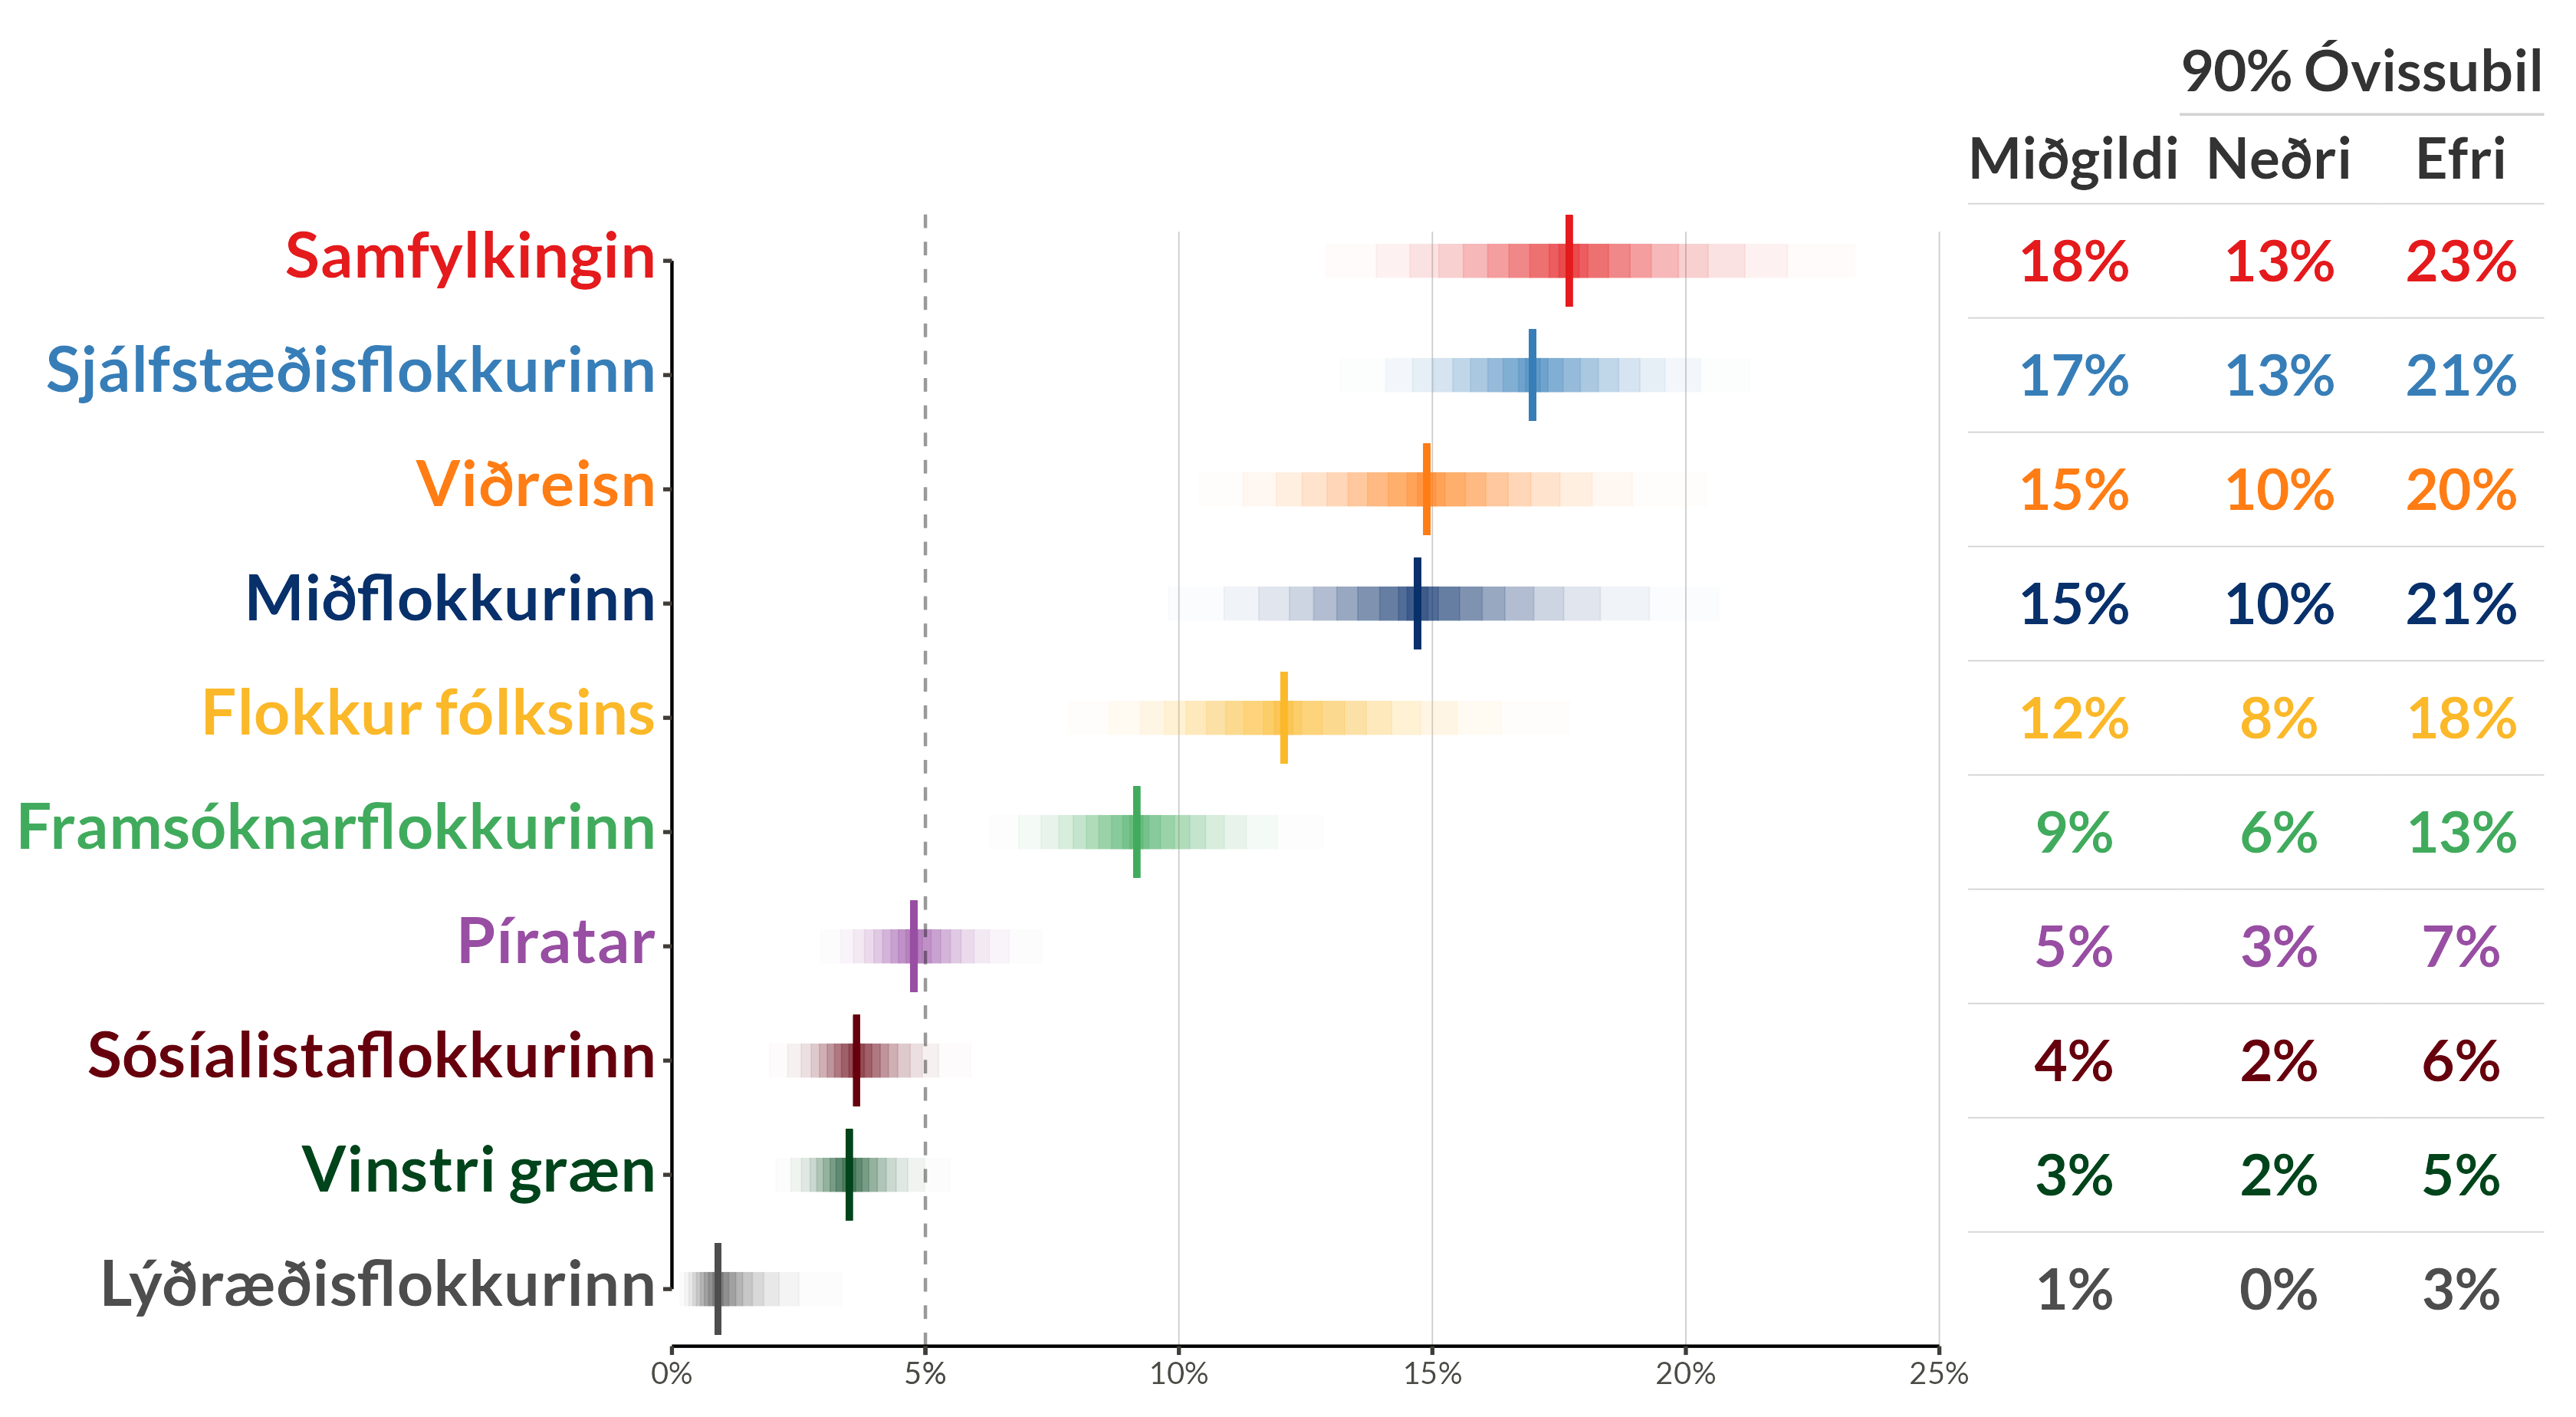 90% Óvissubil
Miðgildi Neðri Efri
Samfylkingin 18% 13% 23%
Sjálfstæðisflokkurinn 17% 13% 21%
Viðreisn 15% 10% 20%
Miðflokkurinn 15% 10% 21%
Flokkur fólksins 12% 8% 18%
Framsóknarflokkurinn 9% 6% 13%
Píratar 5% 3% 7%
Sósíalistaflokkurinn 4% 2% 6%
Vinstri græn 3% 2% 5%
Lýðræðisflokkurinn 1% 0% 3%
0% 5% 10% 15% 20% 25%